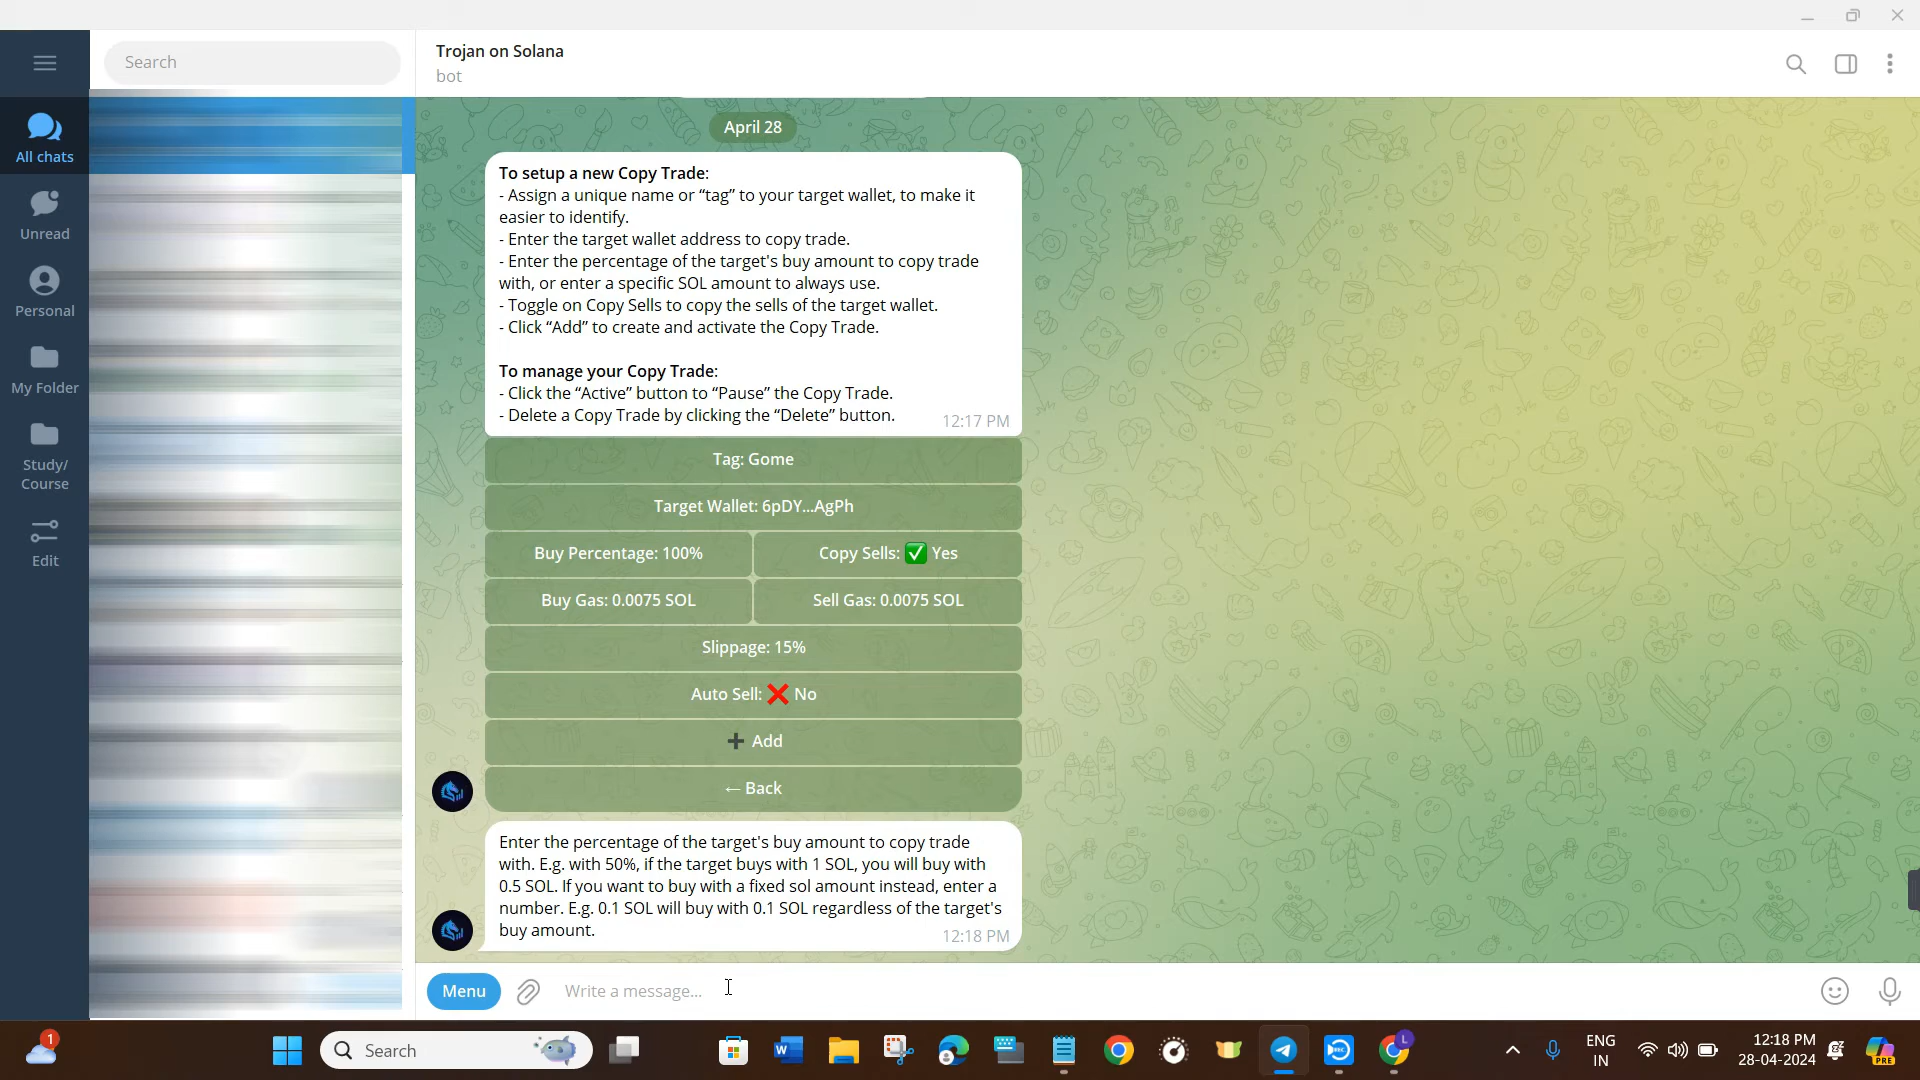 Search
Trojan on Solana
bot
All chats
Unread
Personal
My Folder
Study/
Course
Edit
April 28
To setup a new Copy Trade:
- Assign a unique name or “tag” to your target wallet, to make it
easier to identify.
- Enter the target wallet address to copy trade.
- Enter the percentage of the target's buy amount to copy trade
with, or enter a specific SOL amount to always use.
- Toggle on Copy Sells to copy the sells of the target wallet.
- Click “Add” to create and activate the Copy Trade.
To manage your Copy Trade:
- Click the “Active” button to “Pause” the Copy Trade.
- Delete a Copy Trade by clicking the “Delete” button.
12:17 PM
Tag: Gome
Target Wallet: 6pDY...AgPh
Buy Percentage: 100%
Copy Sells: ✅ Yes
Buy Gas: 0.0075 SOL
Sell Gas: 0.0075 SOL
Slippage: 15%
Auto Sell: ❌ No
➕ Add
← Back
Enter the percentage of the target's buy amount to copy trade
with. E.g. with 50%, if the target buys with 1 SOL, you will buy with
0.5 SOL. If you want to buy with a fixed sol amount instead, enter a
number. E.g. 0.1 SOL will buy with 0.1 SOL regardless of the target's
buy amount.
12:18 PM
Menu
Write a message...
1
Search
W
REC
L
ENG
IN
12:18 PM
28-04-2024
PRE